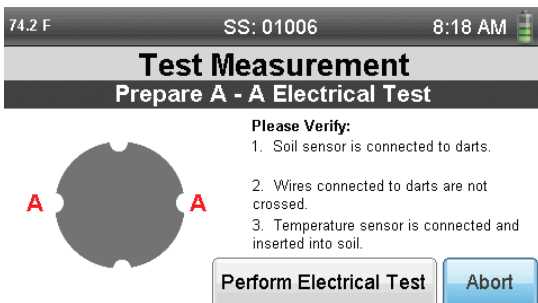 74.2 F SS: 01006 8:18 AM
Test Measurement
Prepare A - A Electrical Test
Please Verify:
1. Soil sensor is connected to darts.
2. Wires connected to darts are not
crossed.
A A
3. Temperature sensor is connected and
inserted into soil.
Perform Electrical Test Abort